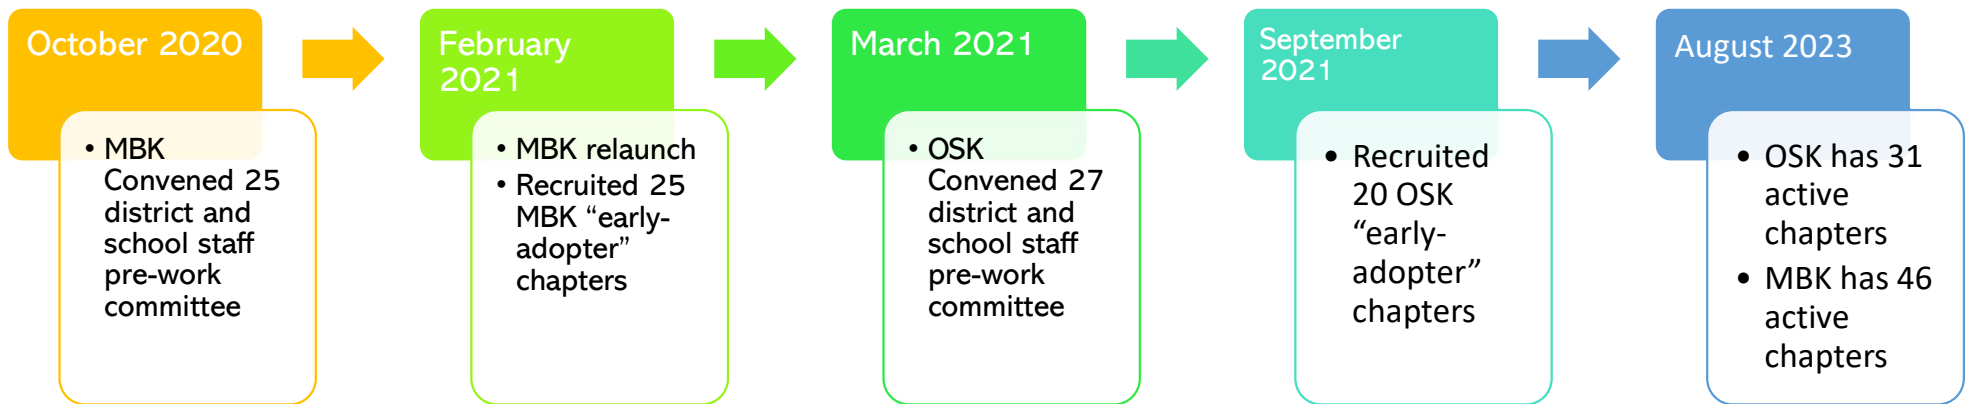 October 2020
• MBK
Convened 25
district and
school staff
pre-work
committee
February
2021
• MBK relaunch
• Recruited 25
MBK “early-
adopter”
chapters
March 2021
• OSK
Convened 27
district and
school staff
pre-work
committee
September
2021
• Recruited
20 OSK
“early-
adopter”
chapters
August 2023
• OSK has 31
active
chapters
• MBK has 46
active
chapters